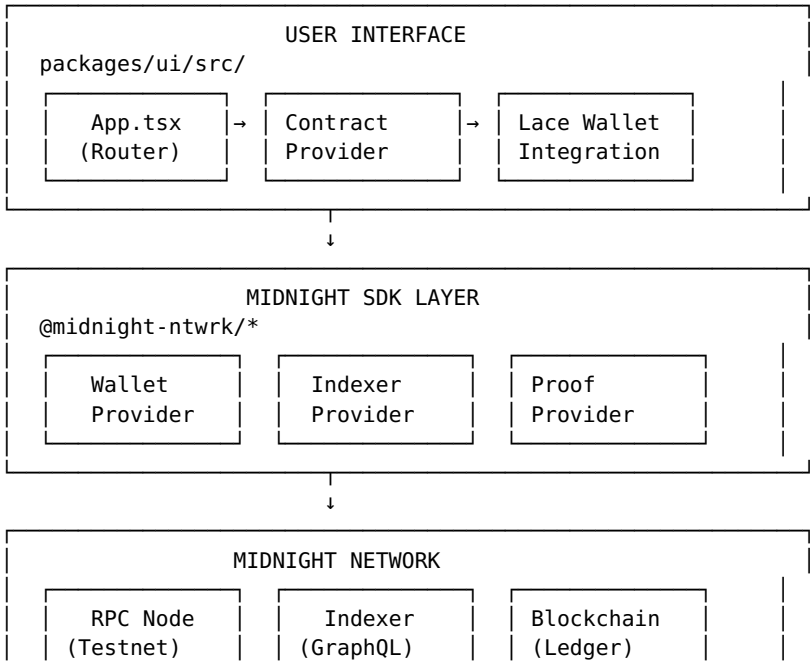 USER INTERFACE
packages/ui/src/
App.tsx → Contract → Lace Wallet
(Router) Provider Integration
↓
MIDNIGHT SDK LAYER
@midnight-ntwrk/*
Wallet Indexer Proof
Provider Provider Provider
↓
MIDNIGHT NETWORK
RPC Node Indexer Blockchain
(Testnet) (GraphQL) (Ledger)